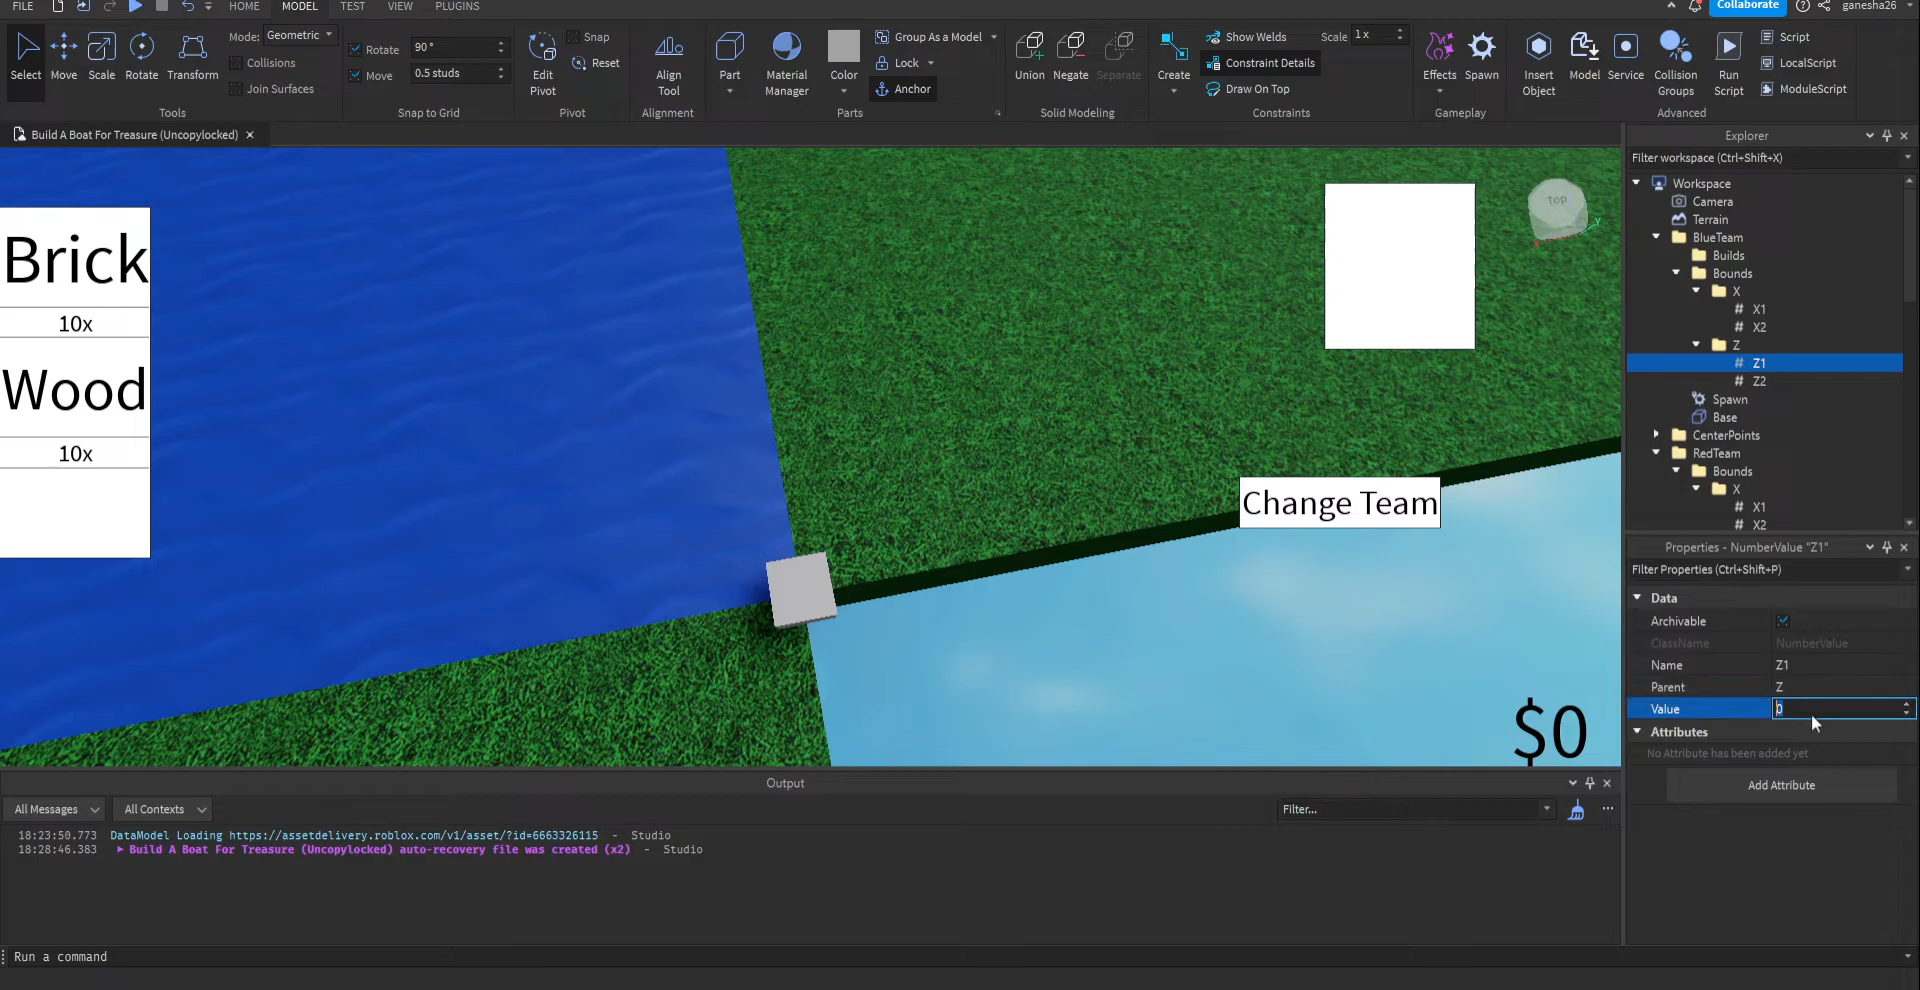 FILE HOME MODEL TEST VIEW PLUGINS Collaborate ganesha26
Select Move Scale Rotate Transform
Mode: Geometric
Collisions
Join Surfaces
Tools
Rotate 90 °
Move 0.5 studs
Snap to Grid
Edit Pivot
Snap
Reset
Pivot
Align Tool
Alignment
Part
Material Manager
Color
Group As a Model
Lock
Anchor
Parts
Union Negate Separate
Solid Modeling
Create
Show Welds
Scale 1 x
Constraint Details
Draw On Top
Constraints
Effects Spawn
Gameplay
Insert Object
Model Service
Collision Groups
Run Script
Script
LocalScript
ModuleScript
Advanced
Build A Boat For Treasure (Uncopylocked)
Brick
10x
Wood
10x
Top
X
Y
Change Team
$0
Explorer
Filter workspace (Ctrl+Shift+X)
Workspace
Camera
Terrain
BlueTeam
Builds
Bounds
X
X1
X2
Z
Z1
Z2
Spawn
Base
CenterPoints
RedTeam
Bounds
X
X1
X2
Properties - NumberValue "Z1"
Filter Properties (Ctrl+Shift+P)
Data
Archivable
ClassName NumberValue
Name Z1
Parent Z
Value 0
Attributes
No Attribute has been added yet
Add Attribute
Output
All Messages All Contexts Filter...
18:23:50.773 DataModel Loading https://assetdelivery.roblox.com/v1/asset/?id=6663326115 - Studio
18:28:46.383 Build A Boat For Treasure (Uncopylocked) auto-recovery file was created (x2) - Studio
Run a command